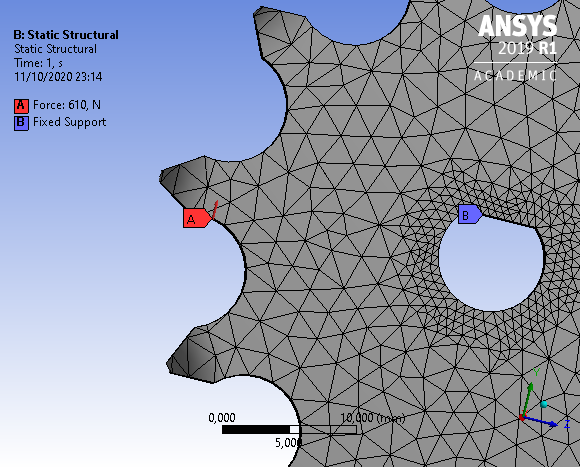 B: Static Structural
Static Structural
Time: 1, s
11/10/2020 23:14
A Force: 610, N
B Fixed Support
ANSYS
2019 R1
ACADEMIC
A
B
0,000 10,000 (mm)
5,000
Y
Z